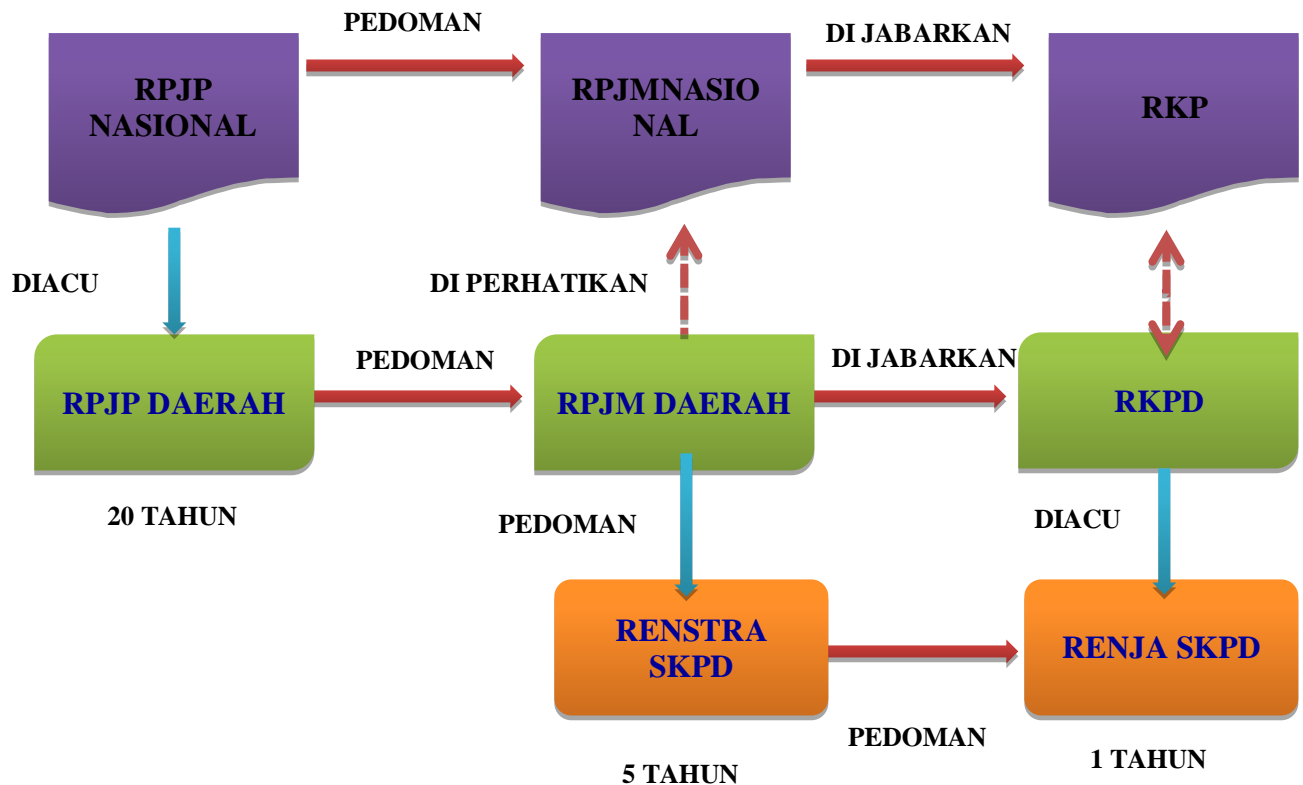 PEDOMAN
DI JABARKAN
RPJP
NASIONAL
RPJMNASIO
NAL
RKP
DIACU
DI PERHATIKAN
PEDOMAN
DI JABARKAN
RPJP DAERAH
RPJM DAERAH
RKPD
20 TAHUN
PEDOMAN
DIACU
RENSTRA
SKPD
RENJA SKPD
PEDOMAN
5 TAHUN
1 TAHUN